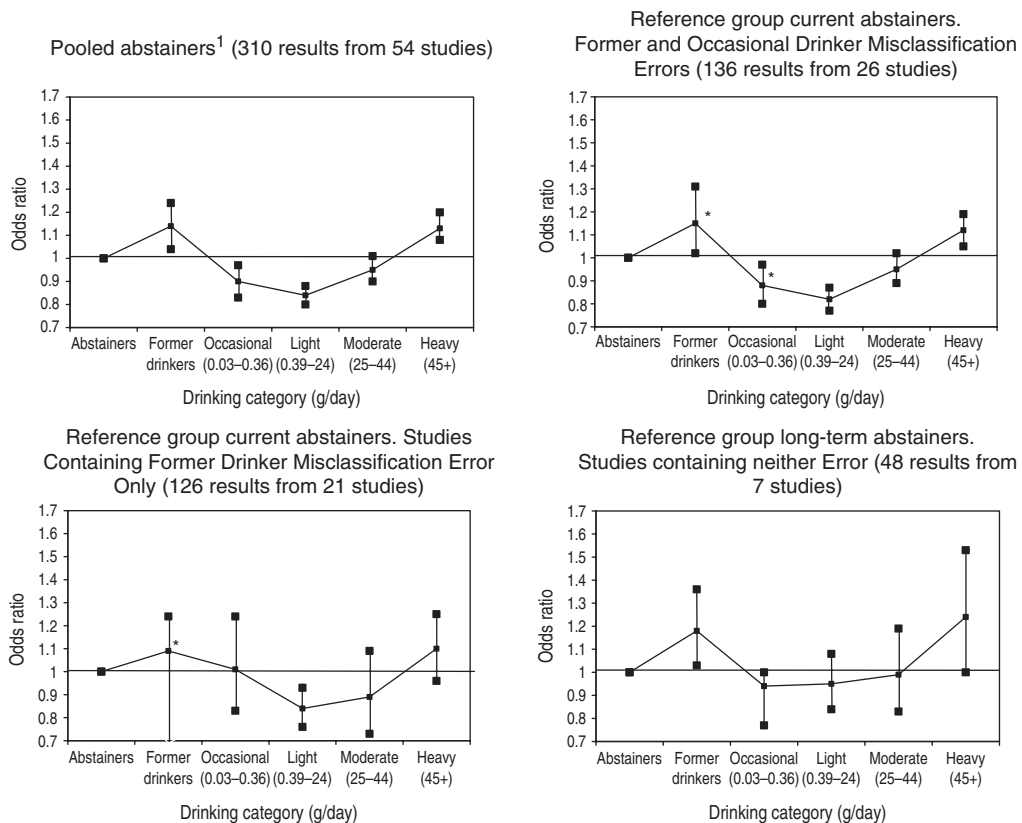 Pooled abstainers¹ (310 results from 54 studies)
1.7
1.6
1.5
1.4
1.3
1.2
1.1
1
0.9
0.8
0.7
Odds ratio
Abstainers Former Occasional Light Moderate Heavy
drinkers (0.03–0.36) (0.39–24) (25–44) (45+)
Drinking category (g/day)
Reference group current abstainers.
Former and Occasional Drinker Misclassification
Errors (136 results from 26 studies)
1.7
1.6
1.5
1.4
1.3
1.2
1.1
1
0.9
0.8
0.7
Odds ratio
*
*
Abstainers Former Occasional Light Moderate Heavy
drinkers (0.03–0.36) (0.39–24) (25–44) (45+)
Drinking category (g/day)
Reference group current abstainers. Studies
Containing Former Drinker Misclassification Error
Only (126 results from 21 studies)
1.7
1.6
1.5
1.4
1.3
1.2
1.1
1
0.9
0.8
0.7
Odds ratio
*
Abstainers Former Occasional Light Moderate Heavy
drinkers (0.03–0.36) (0.39–24) (25–44) (45+)
Drinking category (g/day)
Reference group long-term abstainers.
Studies containing neither Error (48 results from
7 studies)
1.7
1.6
1.5
1.4
1.3
1.2
1.1
1
0.9
0.8
0.7
Odds ratio
Abstainers Former Occasional Light Moderate Heavy
drinkers (0.03–0.36) (0.39–24) (25–44) (45+)
Drinking category (g/day)